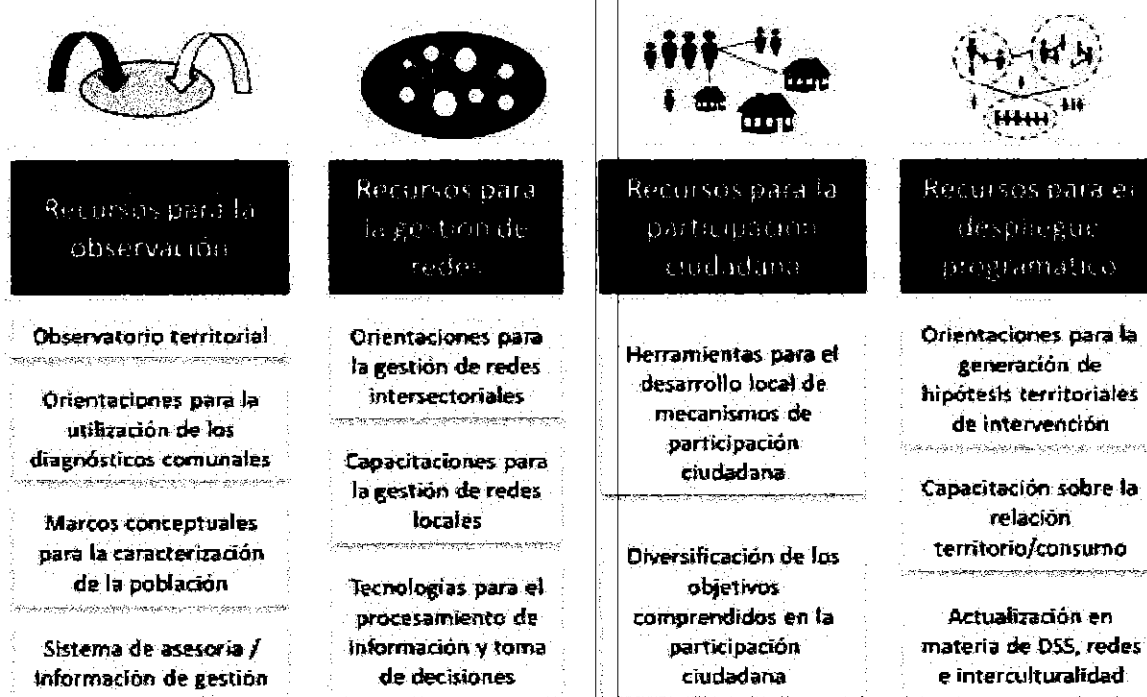 Recursos para la
observación
Observatorio territorial
Orientaciones para la
utilización de los
diagnósticos comunales
Marcos conceptuales
para la caracterización
de la población
Sistema de asesoría /
Información de gestión
Recursos para
la gestión de
redes
Orientaciones para
la gestión de redes
intersectoriales
Capacitaciones para
la gestión de redes
locales
Tecnologías para el
procesamiento de
información y toma
de decisiones
Recursos para la
participación
ciudadana
Herramientas para el
desarrollo local de
mecanismos de
participación
ciudadana
Diversificación de los
objetivos
comprendidos en la
participación
ciudadana
Recursos para el
despliegue
programático
Orientaciones para la
generación de
hipótesis territoriales
de intervención
Capacitación sobre la
relación
territorio/consumo
Actualización en
materia de DSS, redes
e interculturalidad